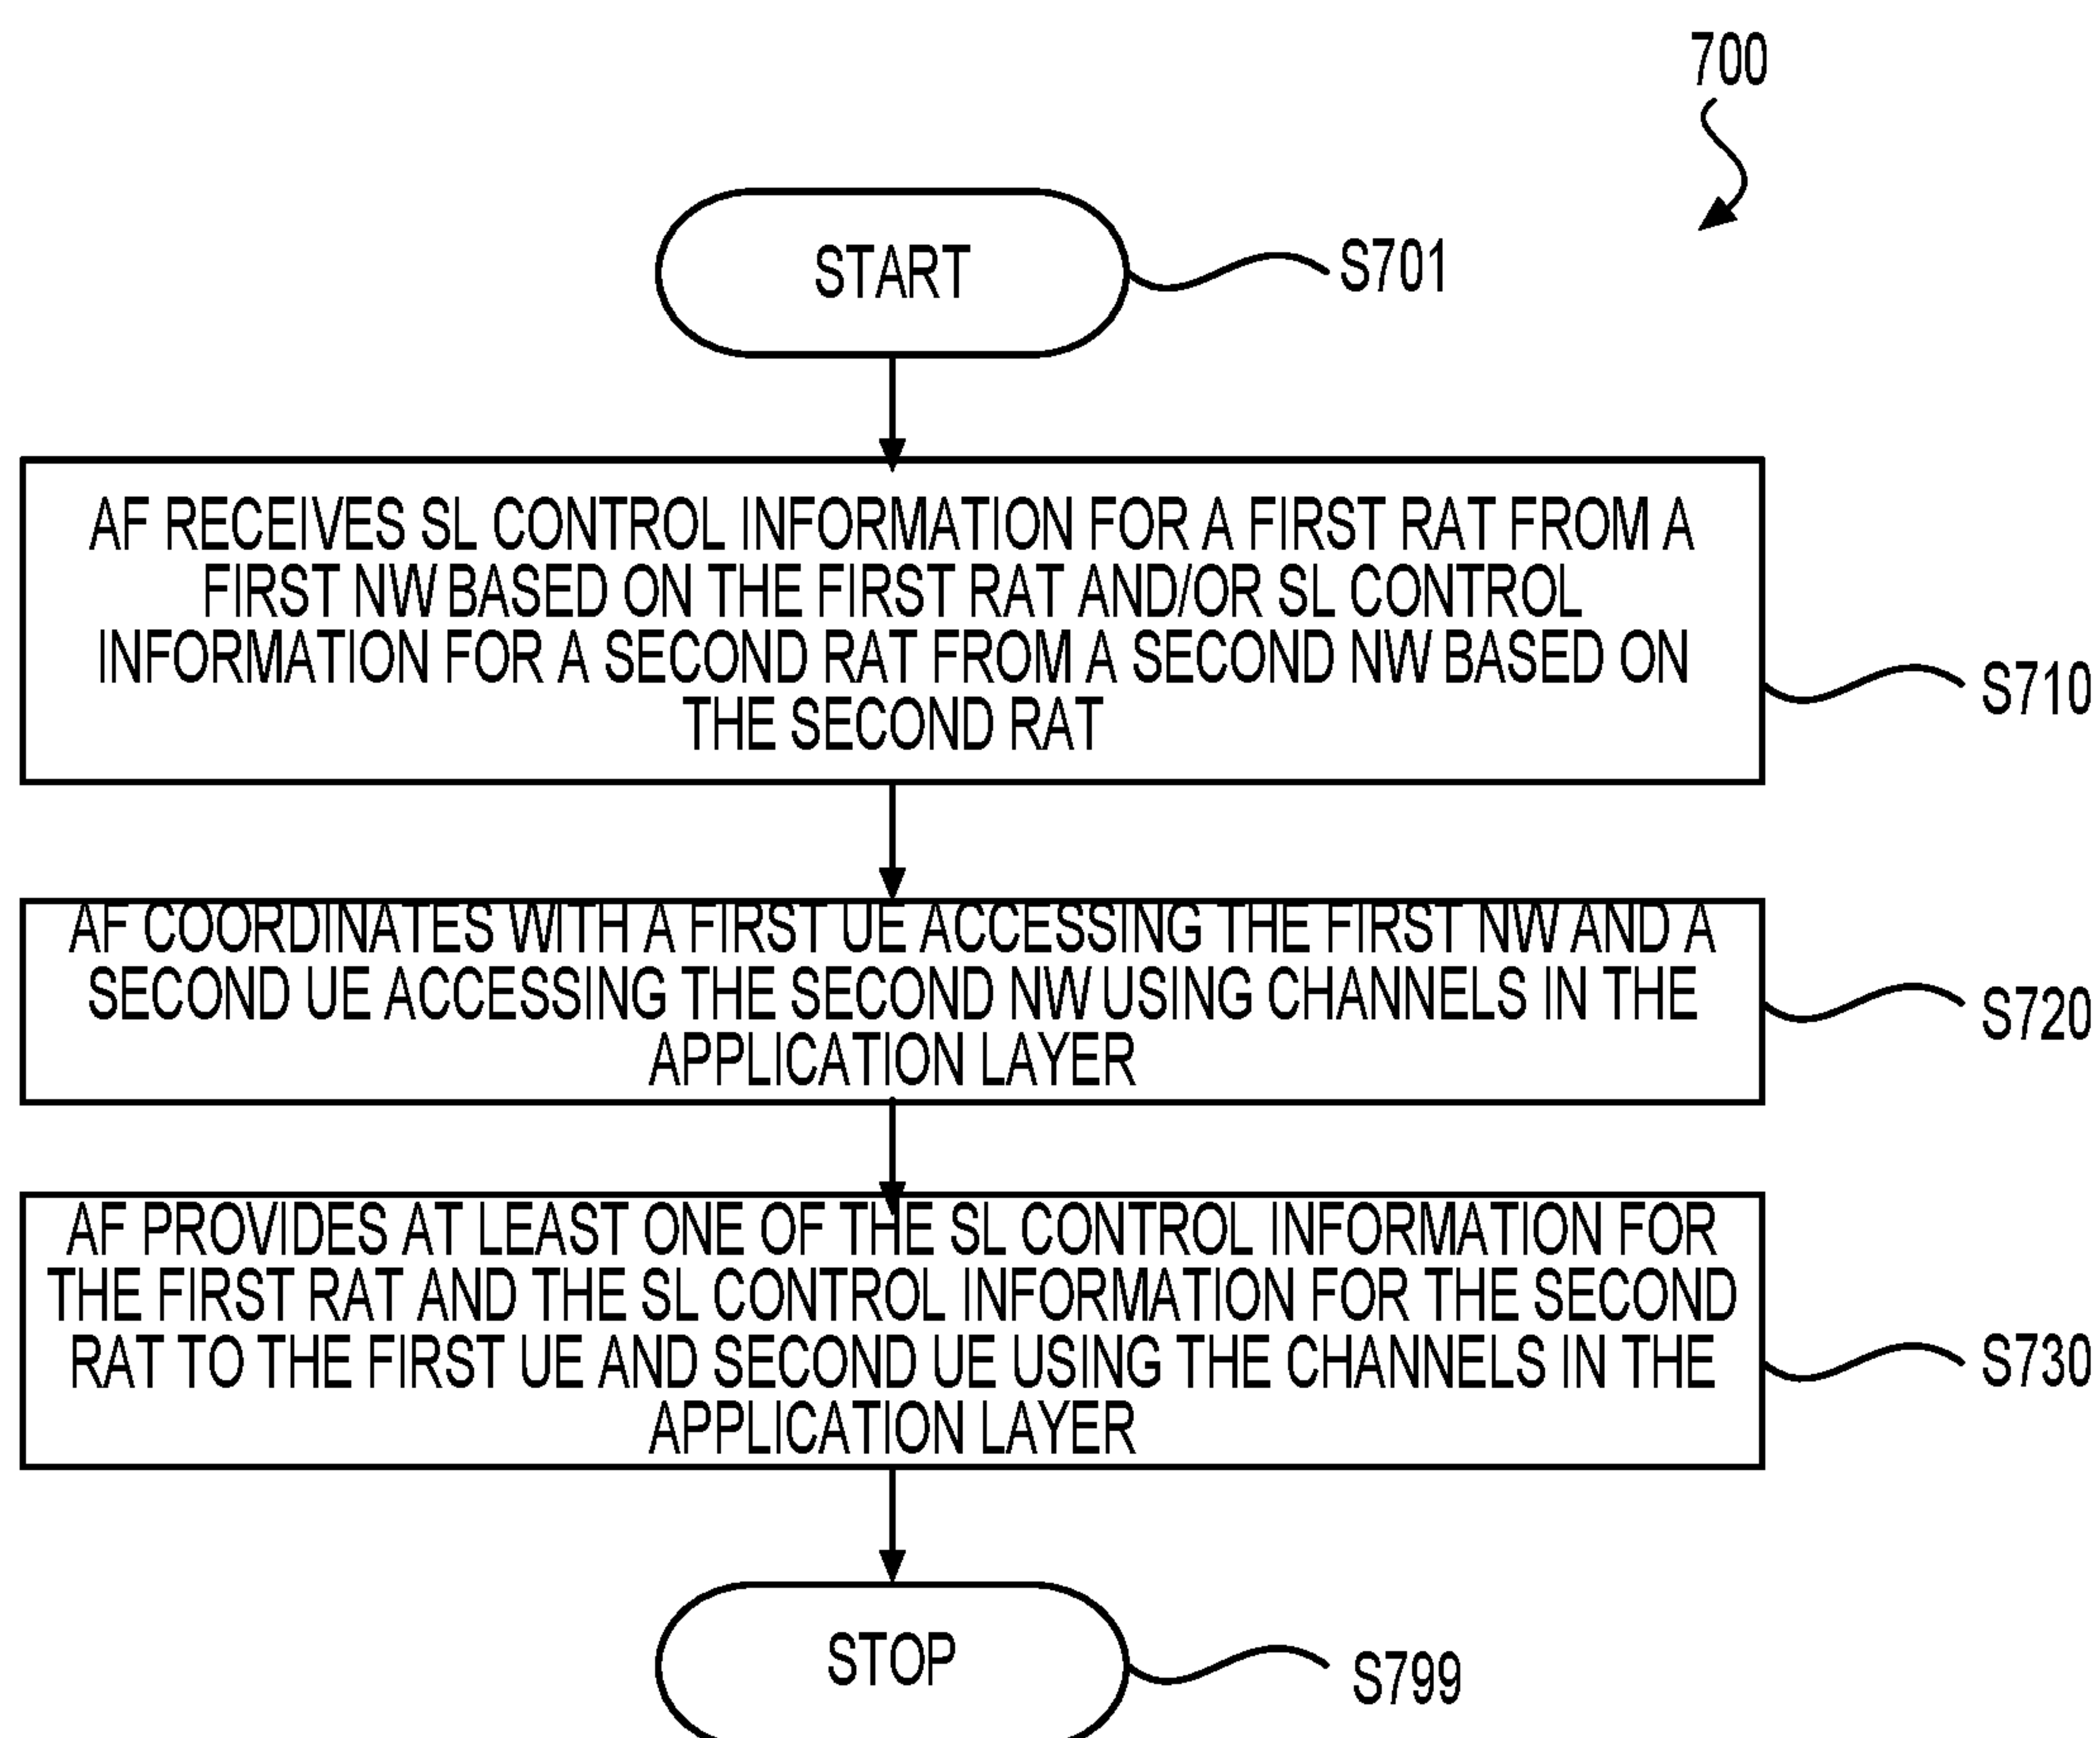 700
START
S701
AF RECEIVES SL CONTROL INFORMATION FOR A FIRST RAT FROM A
FIRST NW BASED ON THE FIRST RAT AND/OR SL CONTROL
INFORMATION FOR A SECOND RAT FROM A SECOND NW BASED ON
THE SECOND RAT
S710
AF COORDINATES WITH A FIRST UE ACCESSING THE FIRST NW AND A
SECOND UE ACCESSING THE SECOND NW USING CHANNELS IN THE
APPLICATION LAYER
S720
AF PROVIDES AT LEAST ONE OF THE SL CONTROL INFORMATION FOR
THE FIRST RAT AND THE SL CONTROL INFORMATION FOR THE SECOND
RAT TO THE FIRST UE AND SECOND UE USING THE CHANNELS IN THE
APPLICATION LAYER
S730
STOP
S799